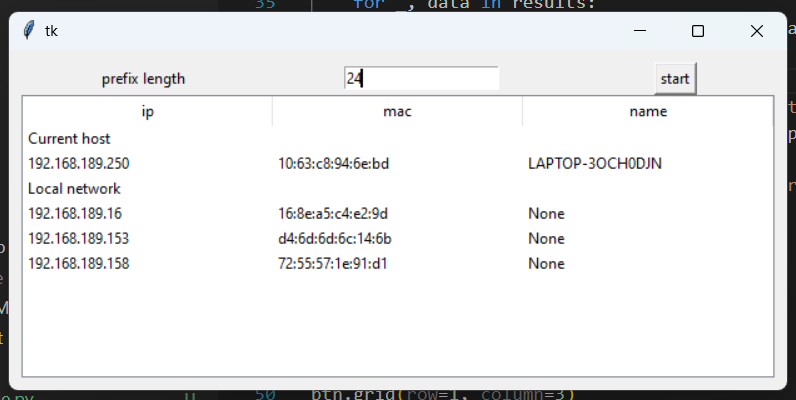 35 for _, data in results:
tk
prefix length 24 start
ip mac name
Current host
192.168.189.250 10:63:c8:94:6e:bd LAPTOP-3OCH0DJN
Local network
192.168.189.16 16:8e:a5:c4:e2:9d None
192.168.189.153 d4:6d:6d:6c:14:6b None
192.168.189.158 72:55:57:1e:91:d1 None
50 btn.grid(row=1, column=3)